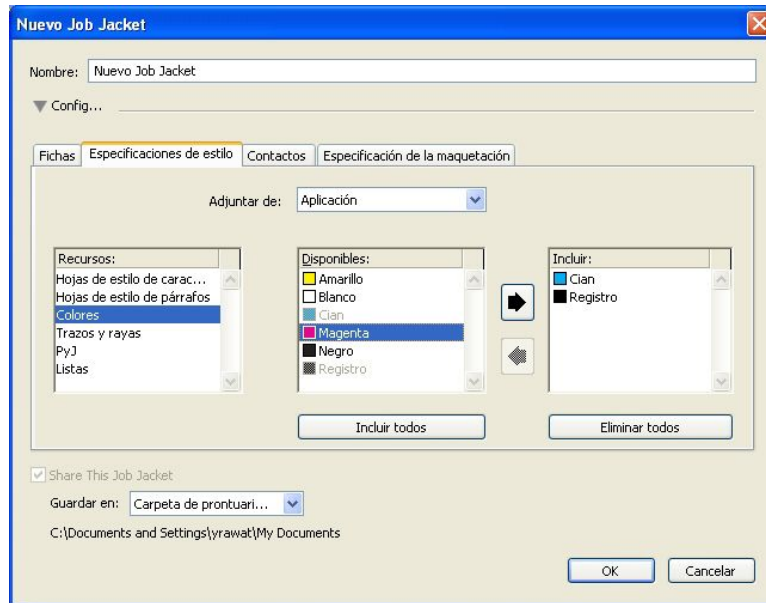 Nuevo Job Jacket
Nombre: Nuevo Job Jacket
Config...
Fichas Especificaciones de estilo Contactos Especificación de la maquetación
Adjuntar de: Aplicación
Recursos:
Hojas de estilo de carac...
Hojas de estilo de párrafos
Colores
Trazos y rayas
PyJ
Listas
Disponibles:
Amarillo
Blanco
Cian
Magenta
Negro
Registro
Incluir todos
Incluir:
Cian
Registro
Eliminar todos
Share This Job Jacket
Guardar en: Carpeta de prontuari...
C:\Documents and Settings\yrawat\My Documents
OK Cancelar